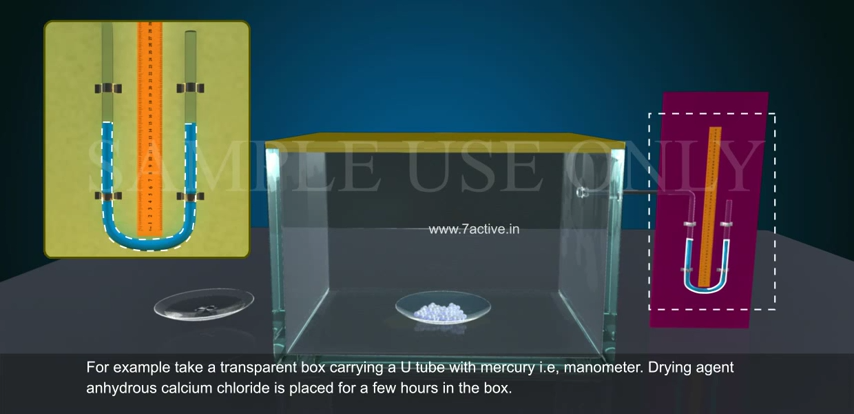 SAMPLE USE ONLY
www.7active.in
For example take a transparent box carrying a U tube with mercury i.e, manometer. Drying agent
anhydrous calcium chloride is placed for a few hours in the box.